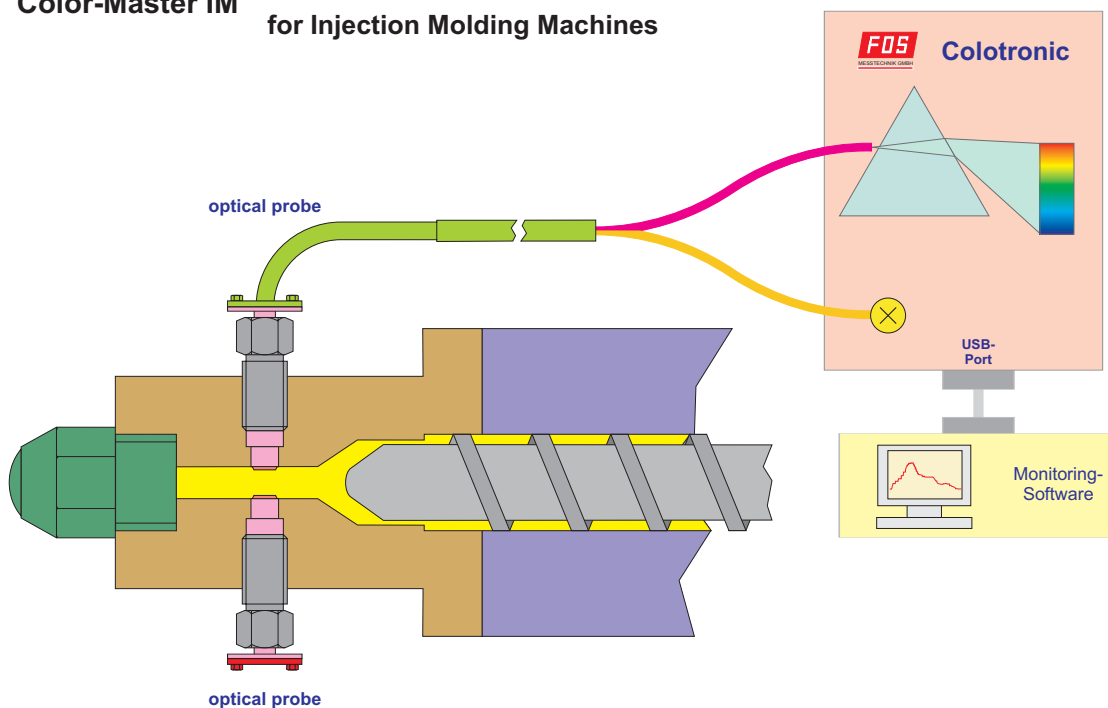 Color-Master IM
for Injection Molding Machines
FOS
MESSTECHNIK GMBH
Colotronic
optical probe
USB-
Port
Monitoring-
Software
optical probe